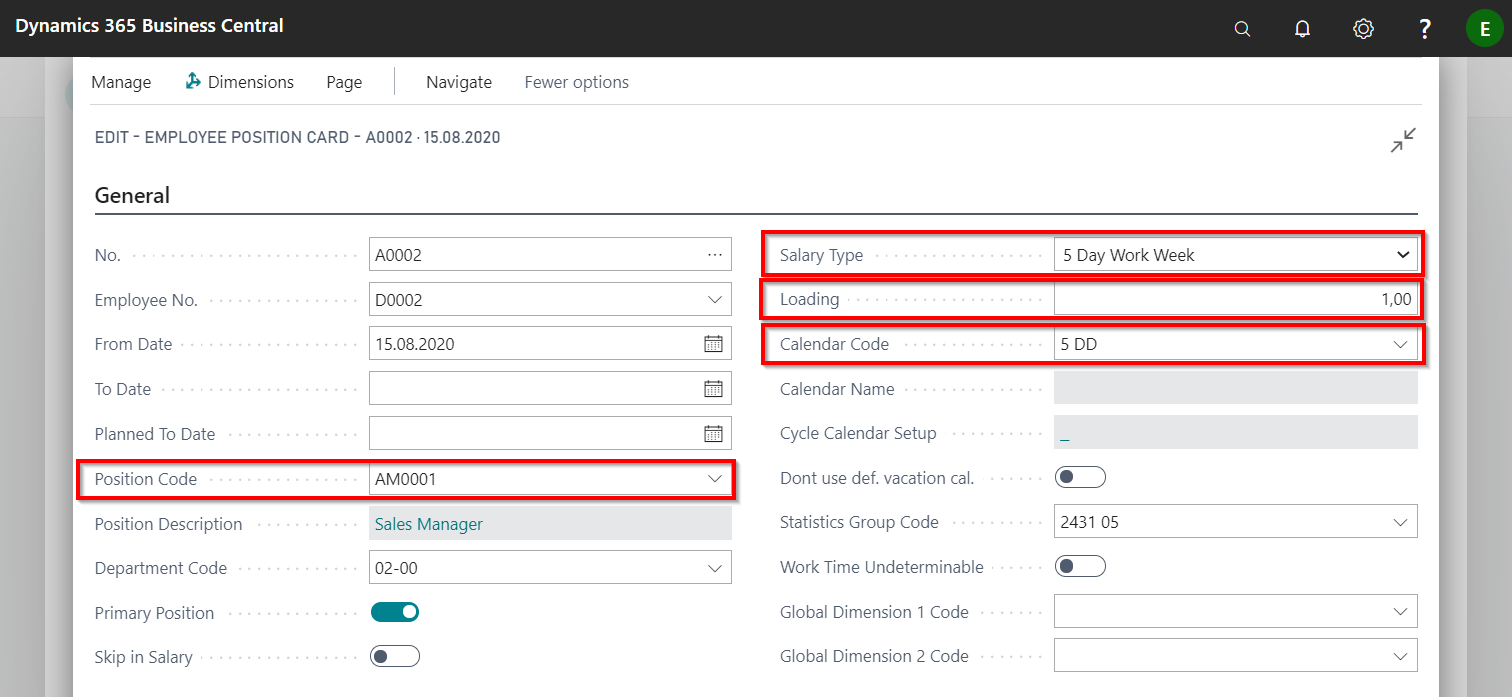 Dynamics 365 Business Central
? E
Manage Dimensions Page Navigate Fewer options
EDIT - EMPLOYEE POSITION CARD - A0002 · 15.08.2020
General
No. A0002 ...
Employee No. D0002
From Date 15.08.2020
To Date
Planned To Date
Position Code AM0001
Position Description Sales Manager
Department Code 02-00
Primary Position
Skip in Salary
Salary Type 5 Day Work Week
Loading 1,00
Calendar Code 5 DD
Calendar Name
Cycle Calendar Setup _
Dont use def. vacation cal.
Statistics Group Code 2431 05
Work Time Undeterminable
Global Dimension 1 Code
Global Dimension 2 Code